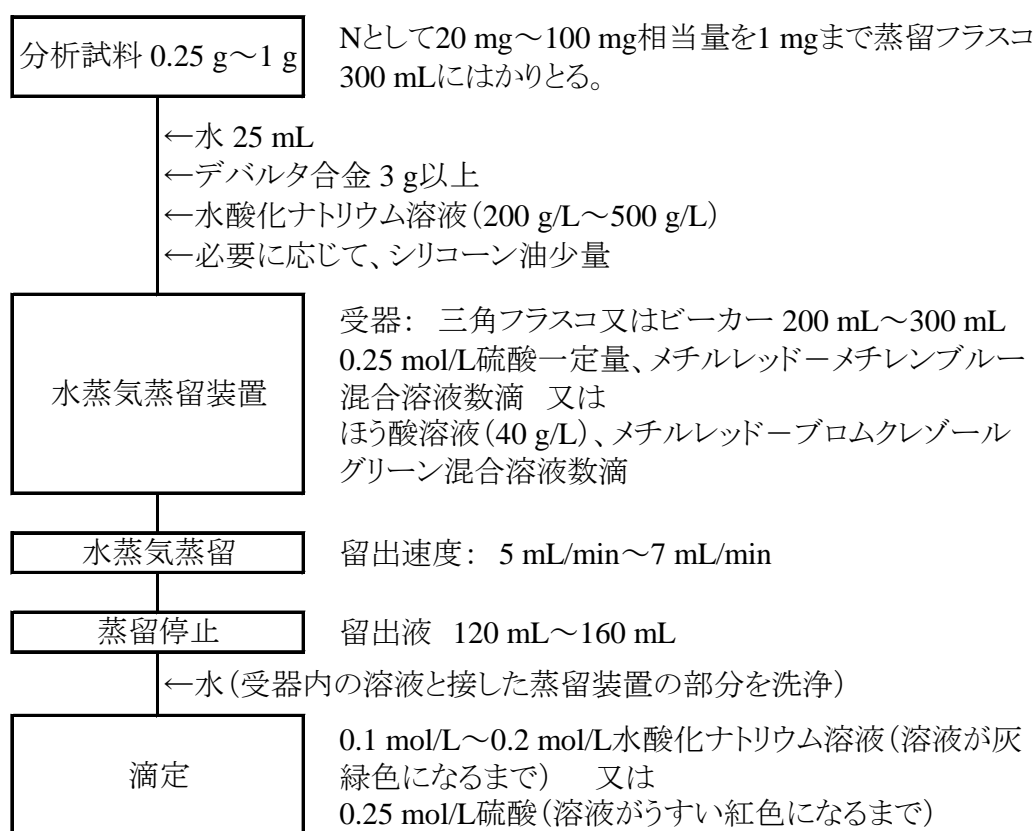 分析試料 0.25 g～1 g
Nとして20 mg～100 mg相当量を1 mgまで蒸留フラスコ
300 mLにはかりとる。
←水 25 mL
←デバルタ合金 3 g以上
←水酸化ナトリウム溶液（200 g/L～500 g/L）
←必要に応じて、シリコーン油少量
水蒸気蒸留装置
受器： 三角フラスコ又はビーカー 200 mL～300 mL
0.25 mol/L硫酸一定量、メチルレッド－メチレンブルー
混合溶液数滴 又は
ほう酸溶液（40 g/L）、メチルレッド－ブロムクレゾール
グリーン混合溶液数滴
水蒸気蒸留
留出速度： 5 mL/min～7 mL/min
蒸留停止
留出液 120 mL～160 mL
←水（受器内の溶液と接した蒸留装置の部分を洗浄）
滴定
0.1 mol/L～0.2 mol/L水酸化ナトリウム溶液（溶液が灰
緑色になるまで） 又は
0.25 mol/L硫酸（溶液がうすい紅色になるまで）